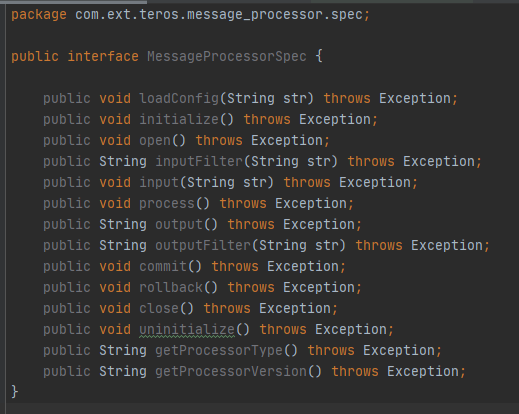 package com.ext.teros.message_processor.spec;
public interface MessageProcessorSpec {
public void loadConfig(String str) throws Exception;
public void initialize() throws Exception;
public void open() throws Exception;
public String inputFilter(String str) throws Exception;
public void input(String str) throws Exception;
public void process() throws Exception;
public String output() throws Exception;
public String outputFilter(String str) throws Exception;
public void commit() throws Exception;
public void rollback() throws Exception;
public void close() throws Exception;
public void uninitialize() throws Exception;
public String getProcessorType() throws Exception;
public String getProcessorVersion() throws Exception;
}